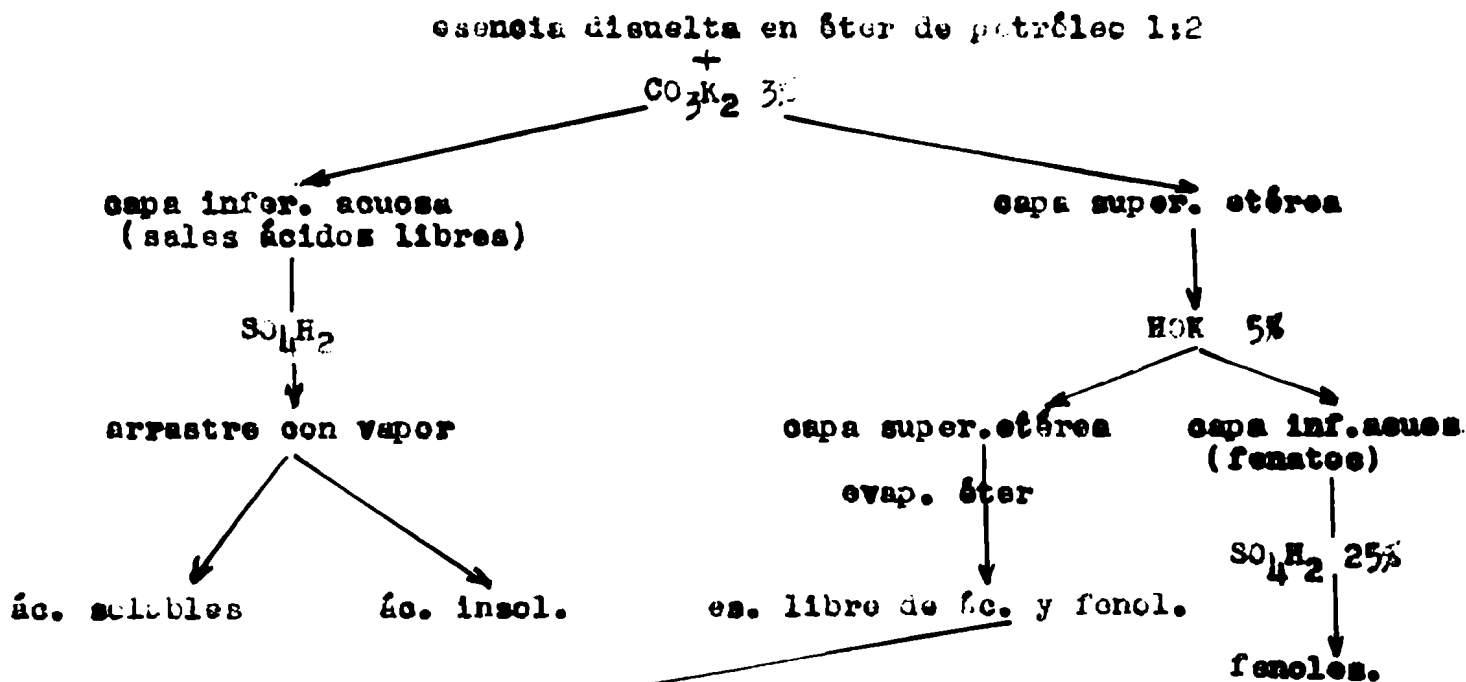 esencia disuelta en éter de petróleo 1:2
+
CO3K2 3%
capa infer. acuosa
(sales ácidos libres)
capa super. etérea
SO4H2
HOK 5%
arrastre con vapor
capa super.etérea
capa inf.acuos.
(fenatos)
evap. éter
SO4H2 25%
ác. solubles
ác. insol.
es. libre de ác. y fenol.
fenoles.